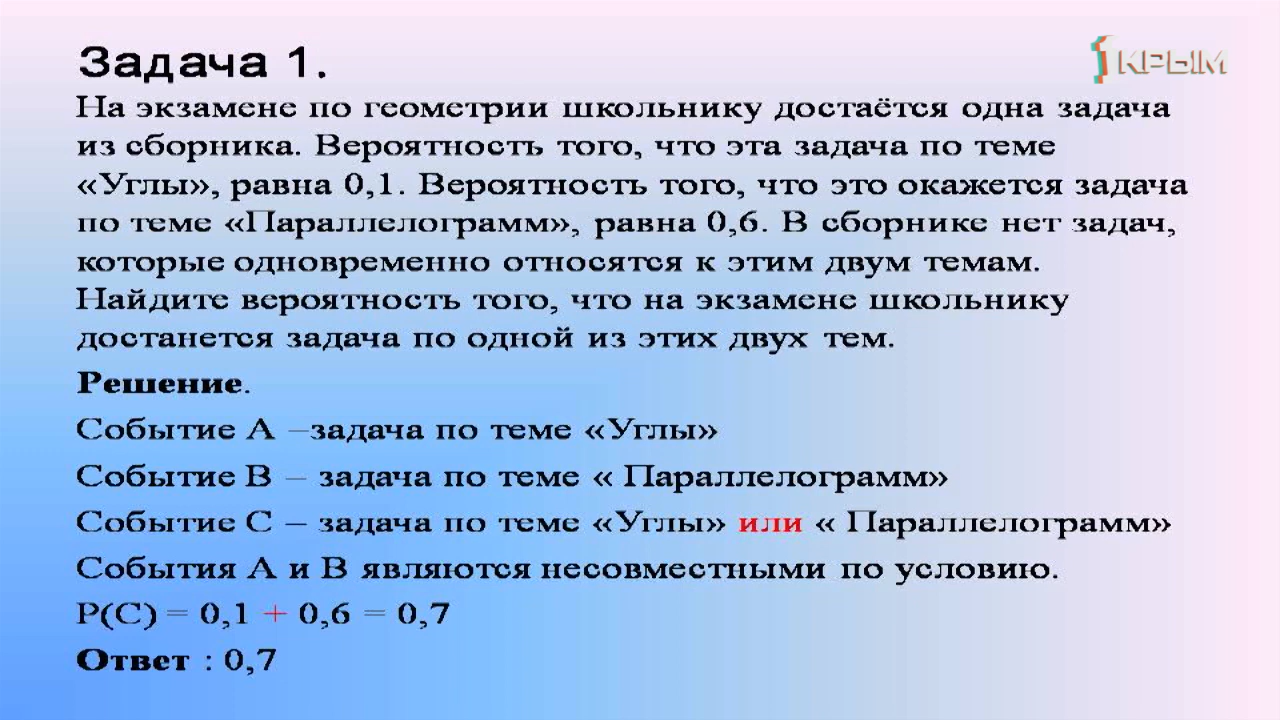 Задача 1.
1 КРЫМ
На экзамене по геометрии школьнику достаётся одна задача
из сборника. Вероятность того, что эта задача по теме
«Углы», равна 0,1. Вероятность того, что это окажется задача
по теме «Параллелограмм», равна 0,6. В сборнике нет задач,
которые одновременно относятся к этим двум темам.
Найдите вероятность того, что на экзамене школьнику
достанется задача по одной из этих двух тем.
Решение.
Событие А –задача по теме «Углы»
Событие В – задача по теме « Параллелограмм»
Событие С – задача по теме «Углы» или « Параллелограмм»
События А и В являются несовместными по условию.
Р(С) = 0,1 + 0,6 = 0,7
Ответ : 0,7